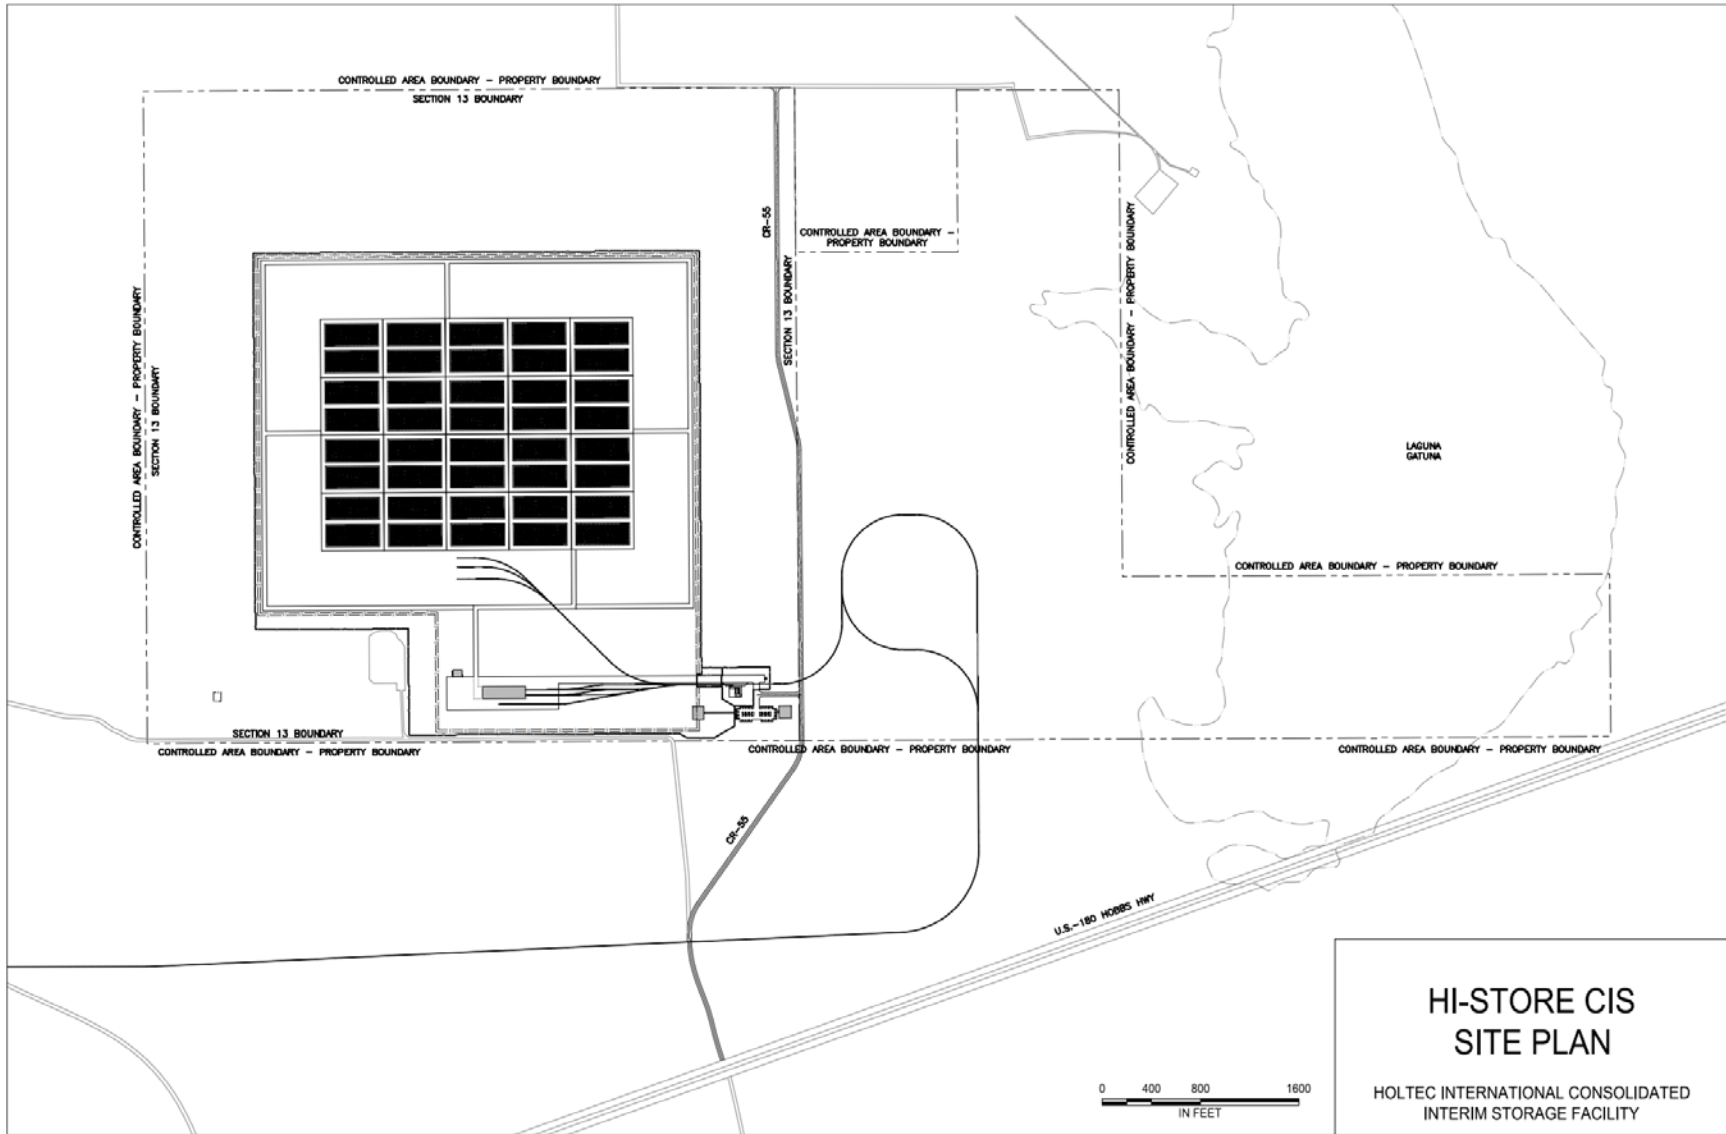 CONTROLLED AREA BOUNDARY - PROPERTY BOUNDARY
SECTION 13 BOUNDARY
CR-55
CONTROLLED AREA BOUNDARY -
PROPERTY BOUNDARY
SECTION 13 BOUNDARY
CONTROLLED AREA BOUNDARY - PROPERTY BOUNDARY
CONTROLLED AREA BOUNDARY - PROPERTY BOUNDARY
SECTION 13 BOUNDARY
LAGUNA
GATUNA
CONTROLLED AREA BOUNDARY - PROPERTY BOUNDARY
SECTION 13 BOUNDARY
CONTROLLED AREA BOUNDARY - PROPERTY BOUNDARY
CONTROLLED AREA BOUNDARY - PROPERTY BOUNDARY
CONTROLLED AREA BOUNDARY - PROPERTY BOUNDARY
CR-55
U.S.-180 HOBBS HWY
HI-STORE CIS
SITE PLAN
HOLTEC INTERNATIONAL CONSOLIDATED
INTERIM STORAGE FACILITY
0 400 800 1600
IN FEET